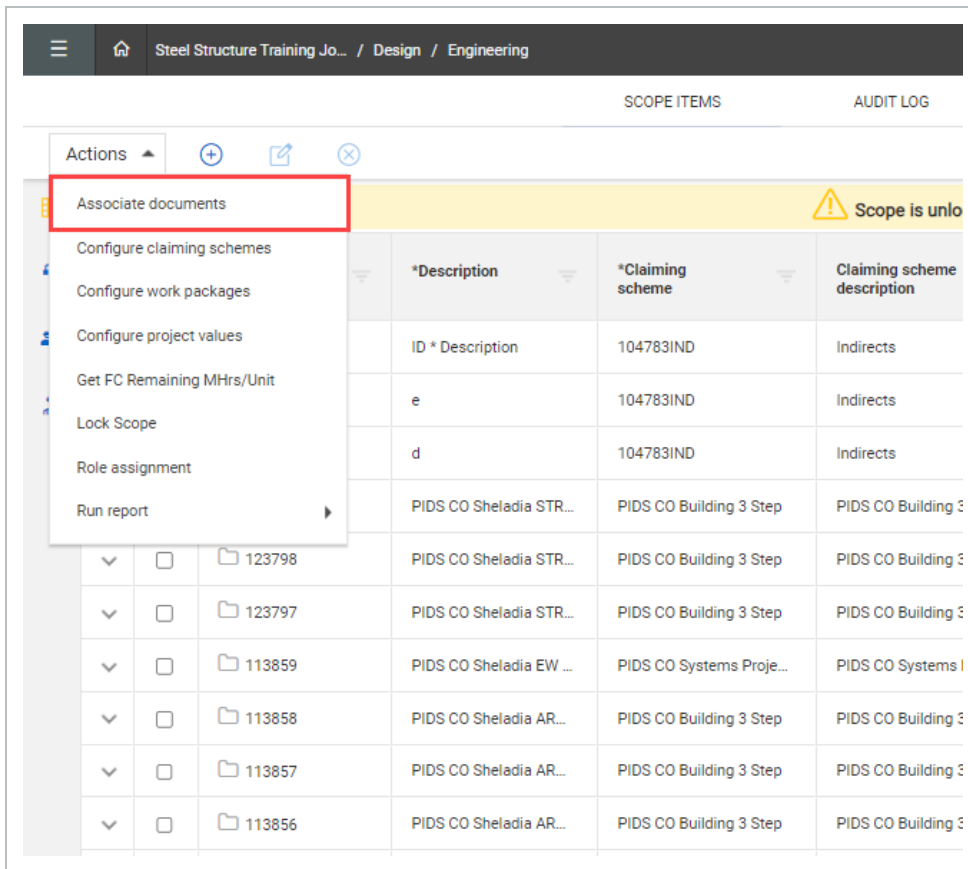 Steel Structure Training Jo... / Design / Engineering
SCOPE ITEMS AUDIT LOG
Actions
Associate documents
Configure claiming schemes
Configure work packages
Configure project values
Get FC Remaining MHrs/Unit
Lock Scope
Role assignment
Run report
Scope is unlo
*Description *Claiming scheme Claiming scheme description
ID * Description 104783IND Indirects
e 104783IND Indirects
d 104783IND Indirects
PIDS CO Sheladia STR... PIDS CO Building 3 Step PIDS CO Building 3
123798 PIDS CO Sheladia STR... PIDS CO Building 3 Step PIDS CO Building 3
123797 PIDS CO Sheladia STR... PIDS CO Building 3 Step PIDS CO Building 3
113859 PIDS CO Sheladia EW ... PIDS CO Systems Proje... PIDS CO Systems
113858 PIDS CO Sheladia AR... PIDS CO Building 3 Step PIDS CO Building 3
113857 PIDS CO Sheladia AR... PIDS CO Building 3 Step PIDS CO Building 3
113856 PIDS CO Sheladia AR... PIDS CO Building 3 Step PIDS CO Building 3